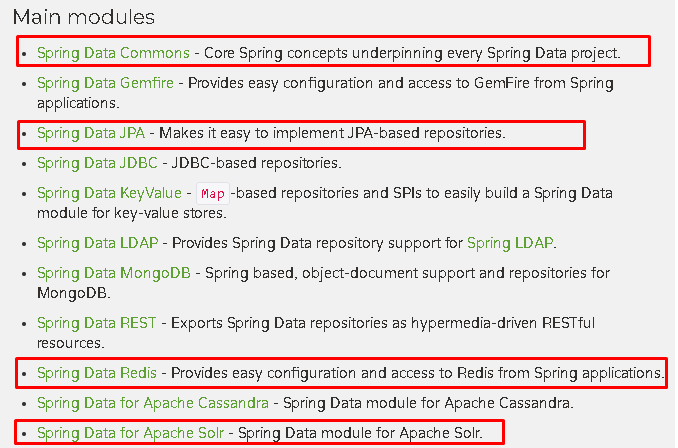 Main modules
• Spring Data Commons - Core Spring concepts underpinning every Spring Data project.
• Spring Data Gemfire - Provides easy configuration and access to GemFire from Spring
applications.
• Spring Data JPA - Makes it easy to implement JPA-based repositories.
• Spring Data JDBC - JDBC-based repositories.
• Spring Data KeyValue - Map-based repositories and SPIs to easily build a Spring Data
module for key-value stores.
• Spring Data LDAP - Provides Spring Data repository support for Spring LDAP.
• Spring Data MongoDB - Spring based, object-document support and repositories for
MongoDB.
• Spring Data REST - Exports Spring Data repositories as hypermedia-driven RESTful
resources.
• Spring Data Redis - Provides easy configuration and access to Redis from Spring applications.
• Spring Data for Apache Cassandra - Spring Data module for Apache Cassandra.
• Spring Data for Apache Solr - Spring Data module for Apache Solr.